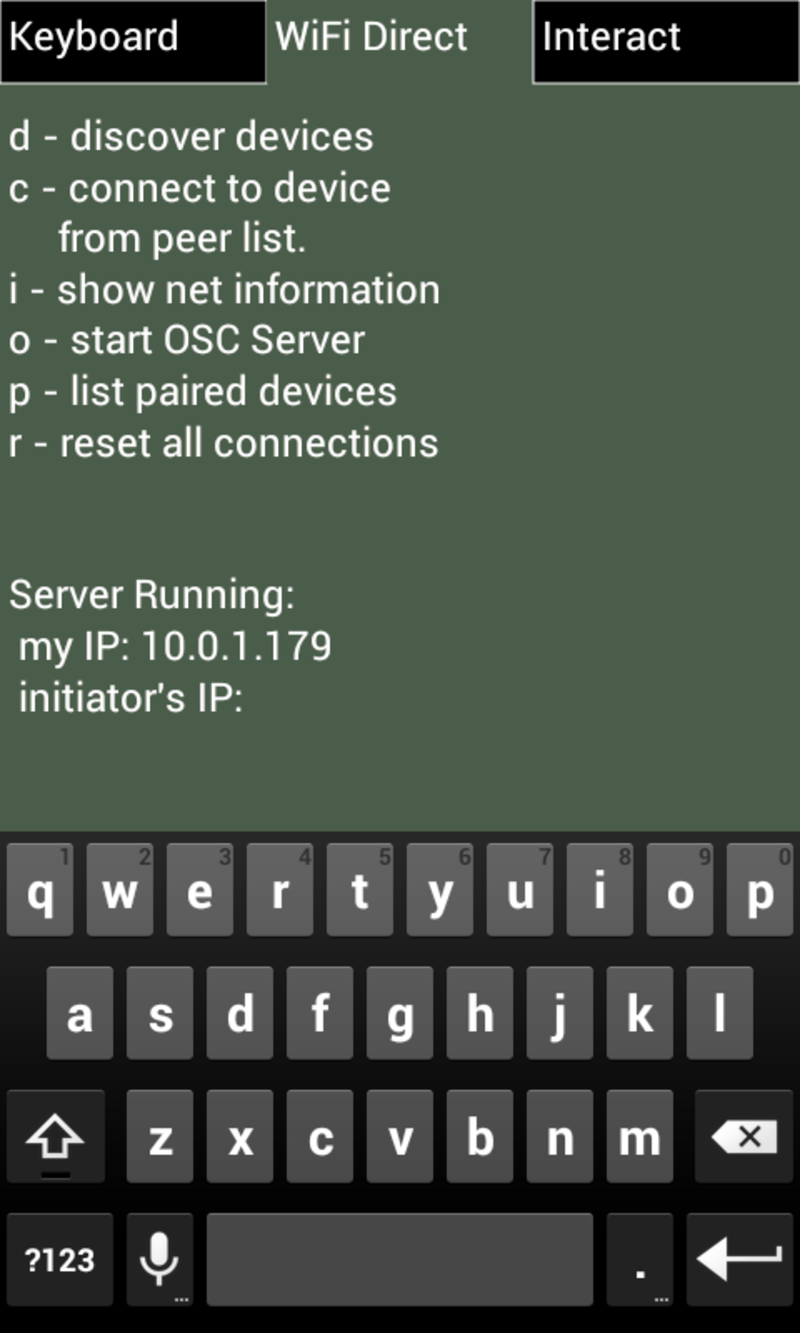 Keyboard WiFi Direct Interact
d - discover devices
c - connect to device
from peer list.
i - show net information
o - start OSC Server
p - list paired devices
r - reset all connections
Server Running:
my IP: 10.0.1.179
initiator's IP:
1 2 3 4 5 6 7 8 9 0
q w e r t y u i o p
a s d f g h j k l
z x c v b n m
?123 ... . ...